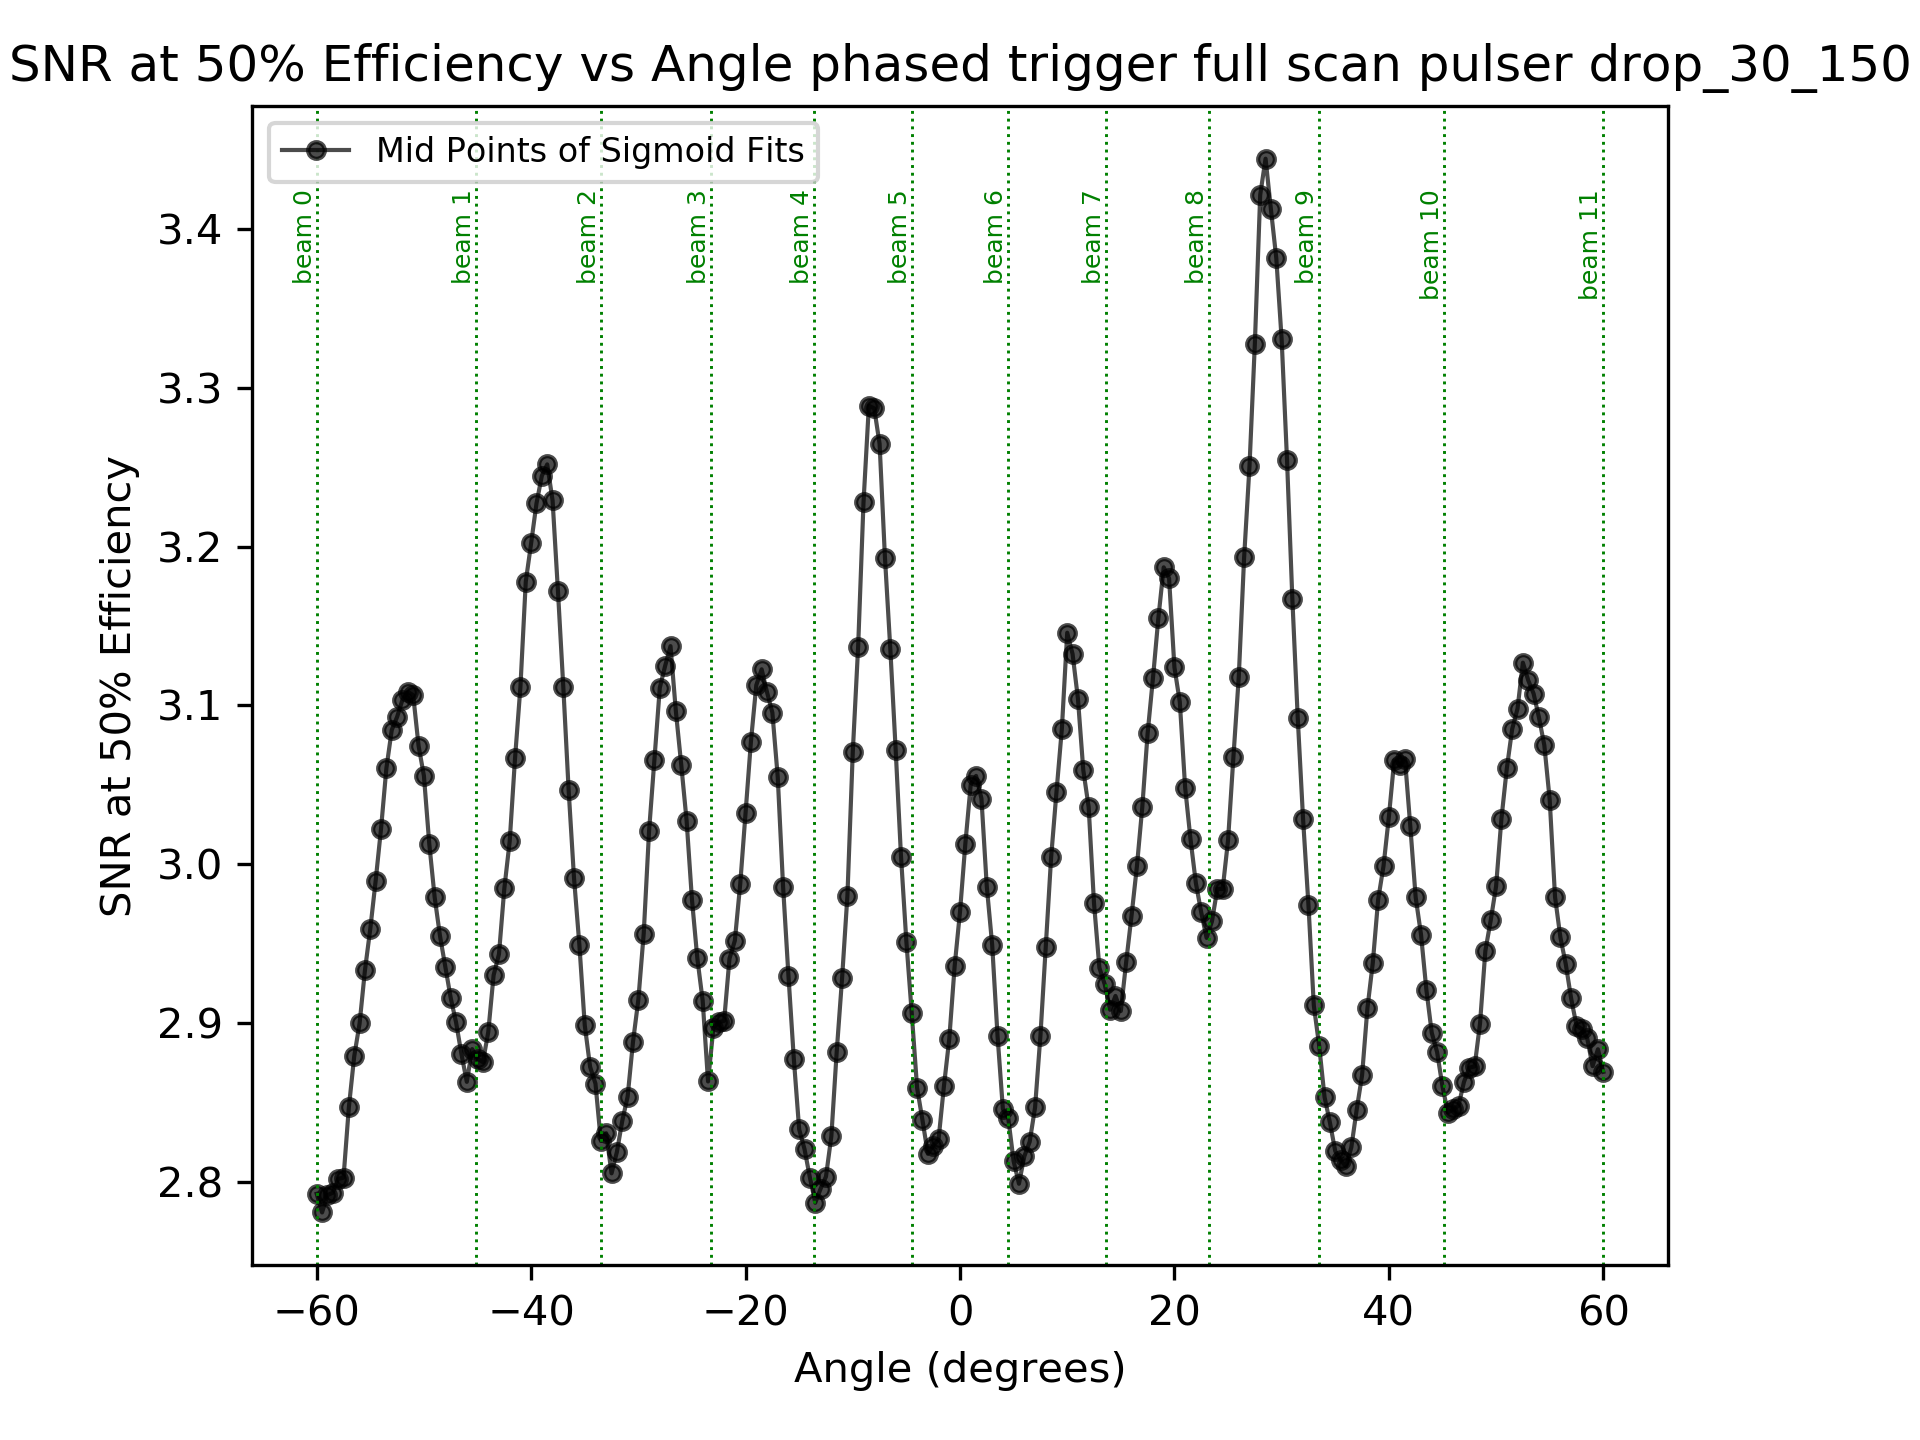 SNR at 50% Efficiency vs Angle phased trigger full scan pulser drop_30_150
Mid Points of Sigmoid Fits
beam 0
beam 1
beam 2
beam 3
beam 4
beam 5
beam 6
beam 7
beam 8
beam 9
beam 10
beam 11
SNR at 50% Efficiency
3.4
3.3
3.2
3.1
3.0
2.9
2.8
−60 −40 −20 0 20 40 60
Angle (degrees)